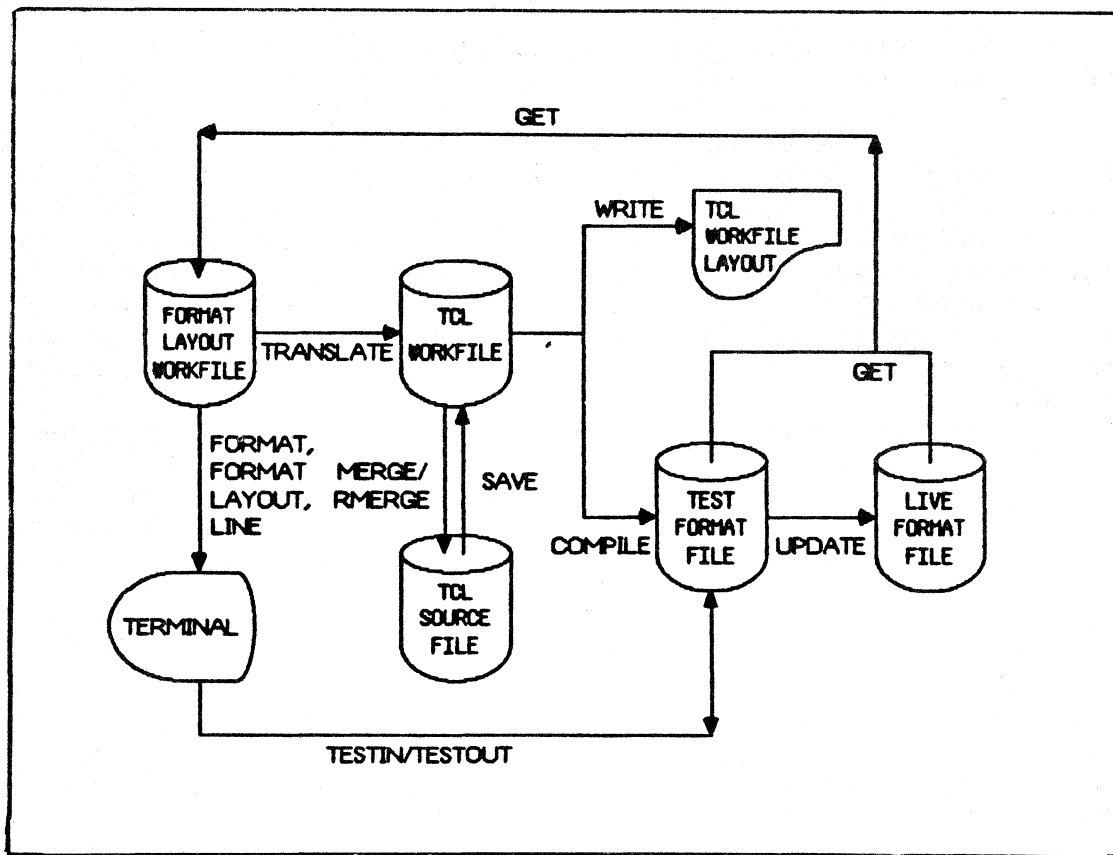 GET
WRITE
TCL
WORKFILE
LAYOUT
FORMAT
LAYOUT
WORKFILE
TRANSLATE
TCL
WORKFILE
GET
FORMAT,
FORMAT MERGE/
LAYOUT, RMERGE
LINE
SAVE
COMPILE
TEST
FORMAT
FILE
UPDATE
LIVE
FORMAT
FILE
TERMINAL
TCL
SOURCE
FILE
TESTIN/TESTOUT